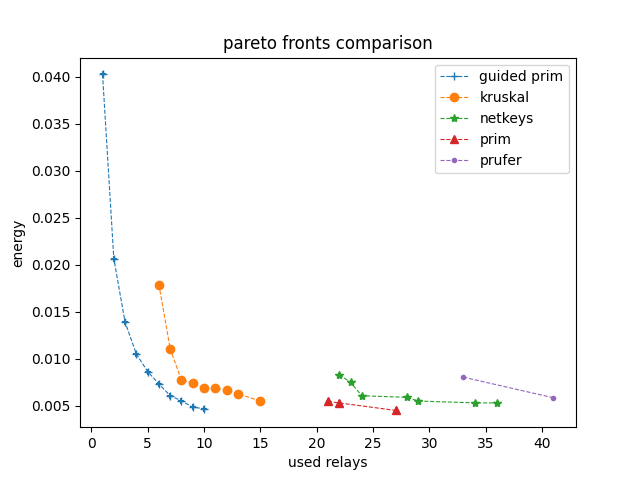 pareto fronts comparison
0.040
0.035
0.030
0.025
0.020
0.015
0.010
0.005
energy
guided prim
kruskal
netkeys
prim
prufer
0 5 10 15 20 25 30 35 40
used relays